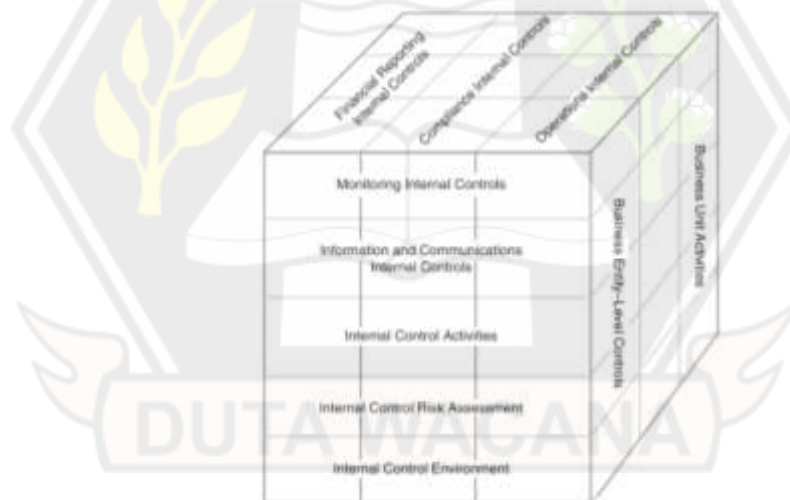 Financial Reporting
Internal Controls
Compliance Internal Controls
Operational Internal Controls
Monitoring Internal Controls
Information and Communications
Internal Controls
Internal Control Activities
Internal Control Risk Assessment
Internal Control Environment
Business Entity–Level Controls
Business Unit Activities
DUTA WACANA